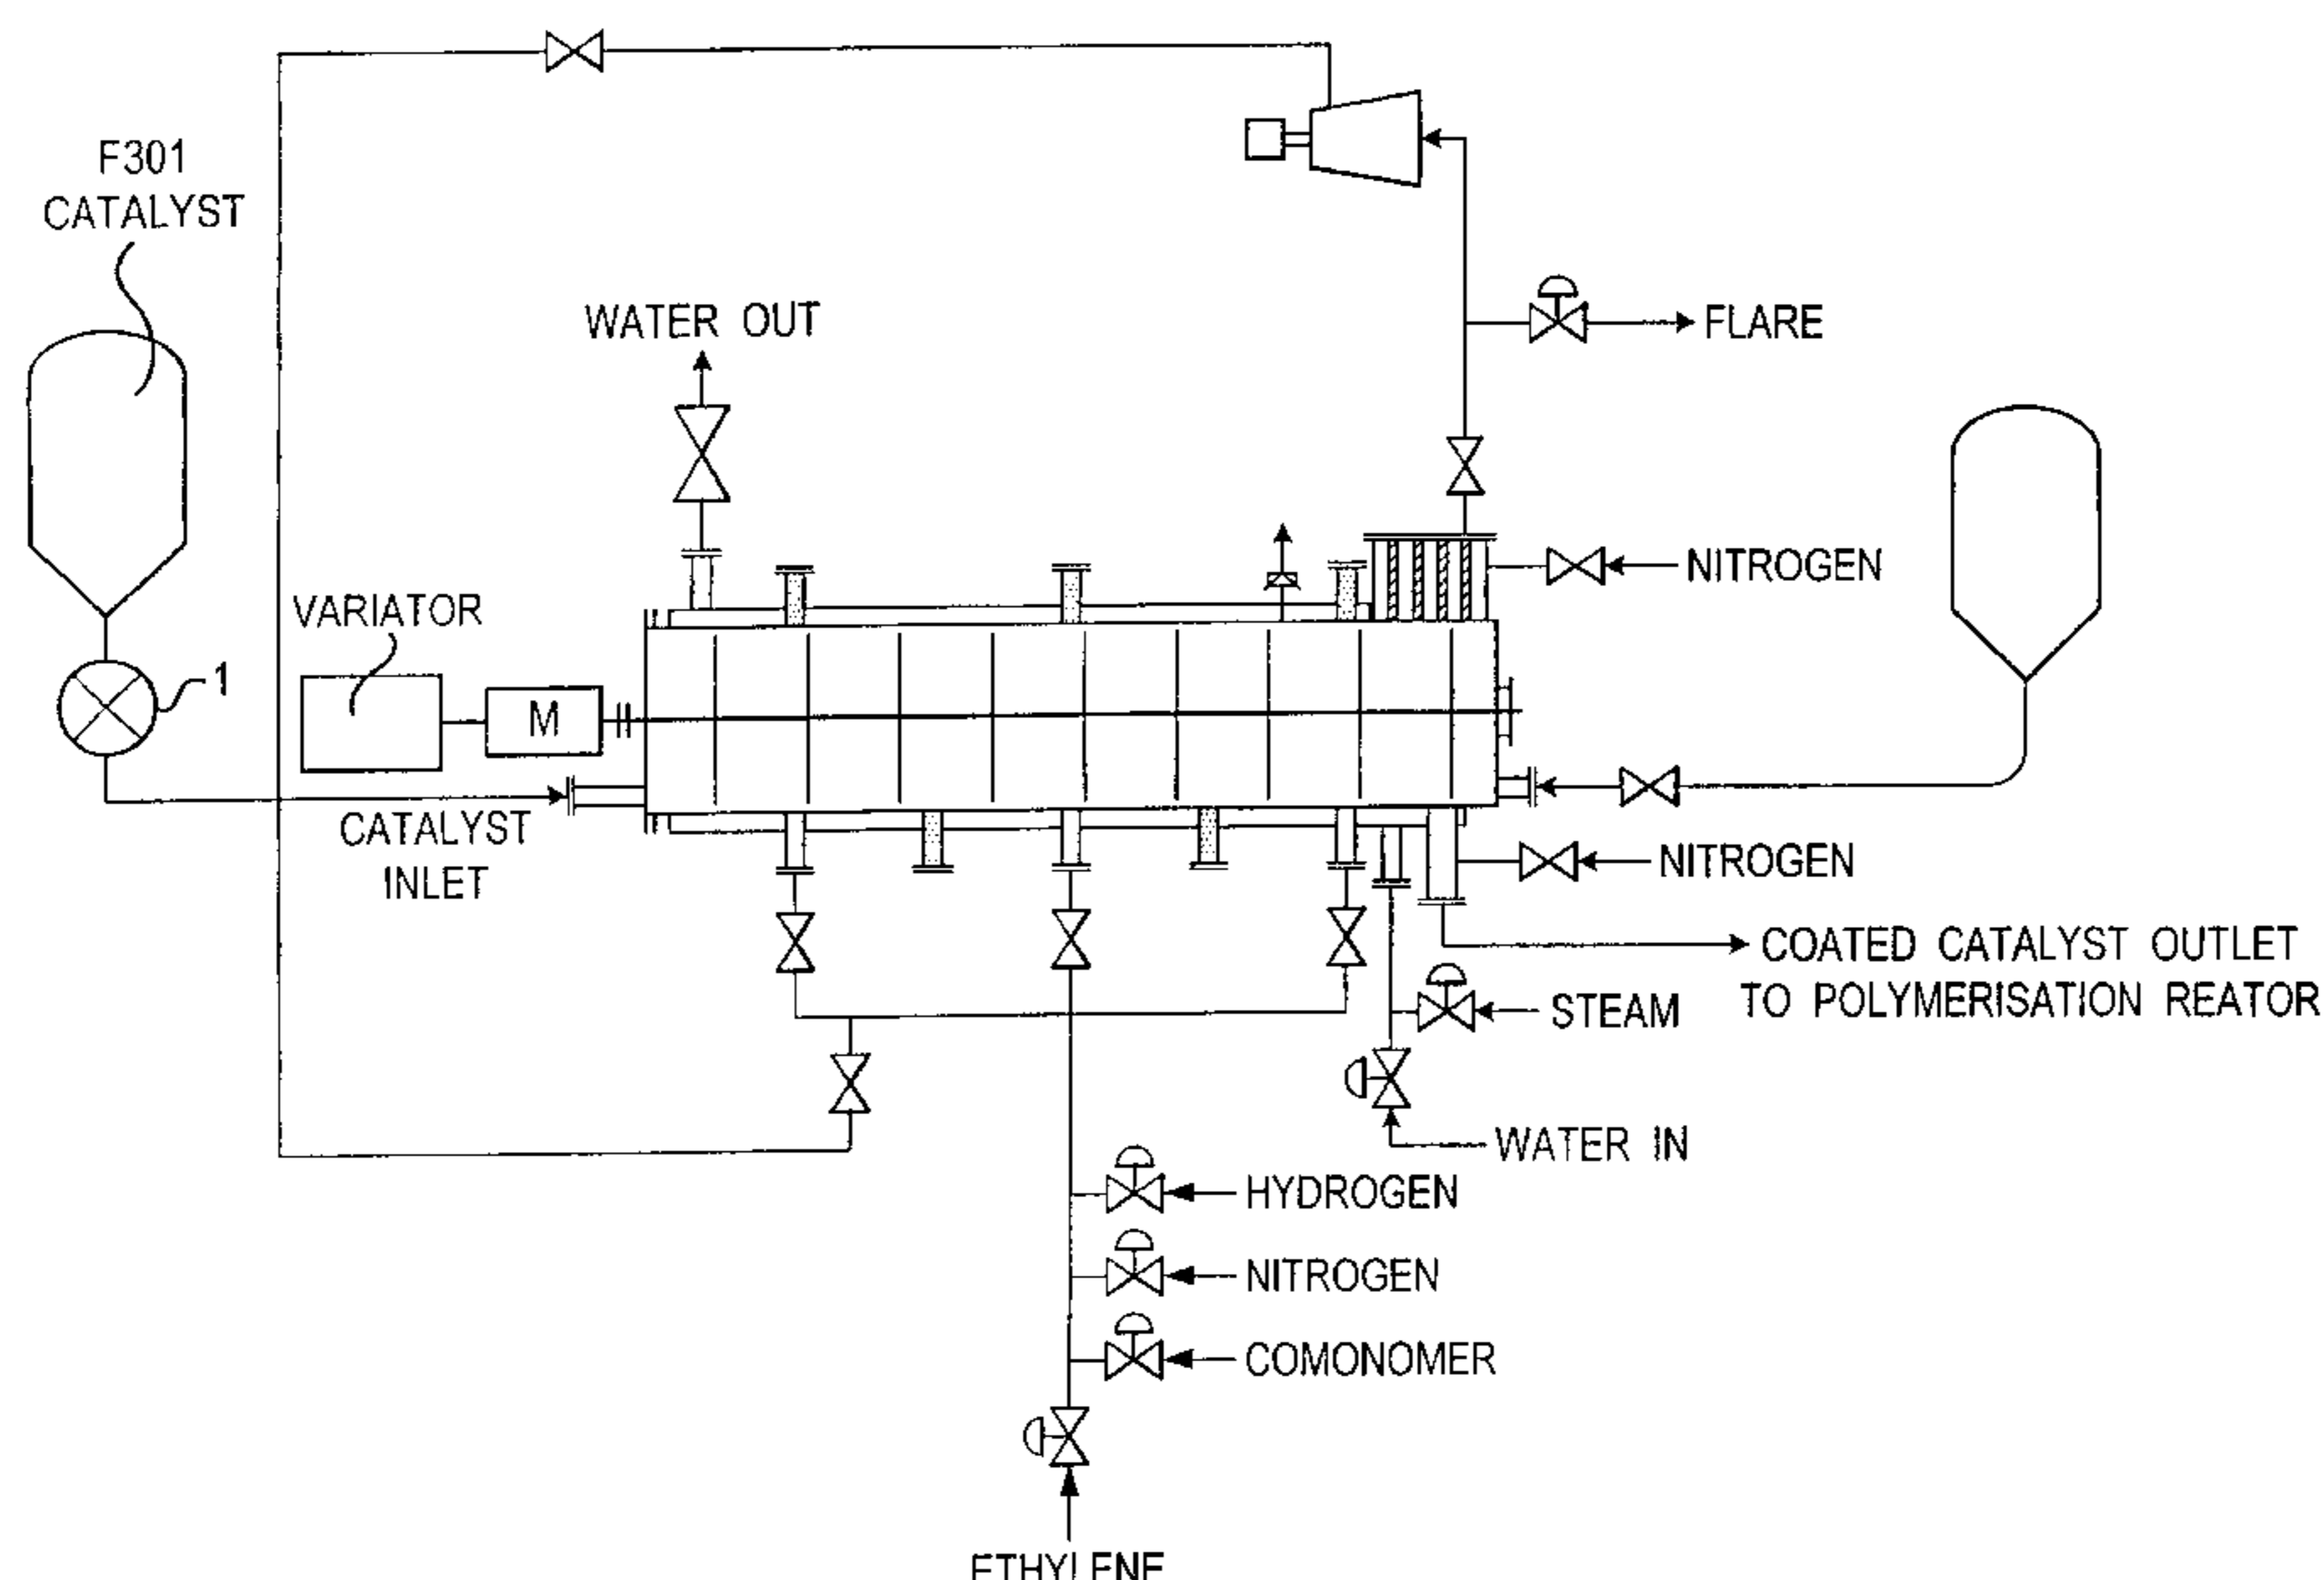 F301
CATALYST
WATER OUT
FLARE
NITROGEN
VARIATOR
1
M
CATALYST
INLET
NITROGEN
COATED CATALYST OUTLET
TO POLYMERISATION REATOR
STEAM
WATER IN
HYDROGEN
NITROGEN
COMONOMER
ETHYLENE